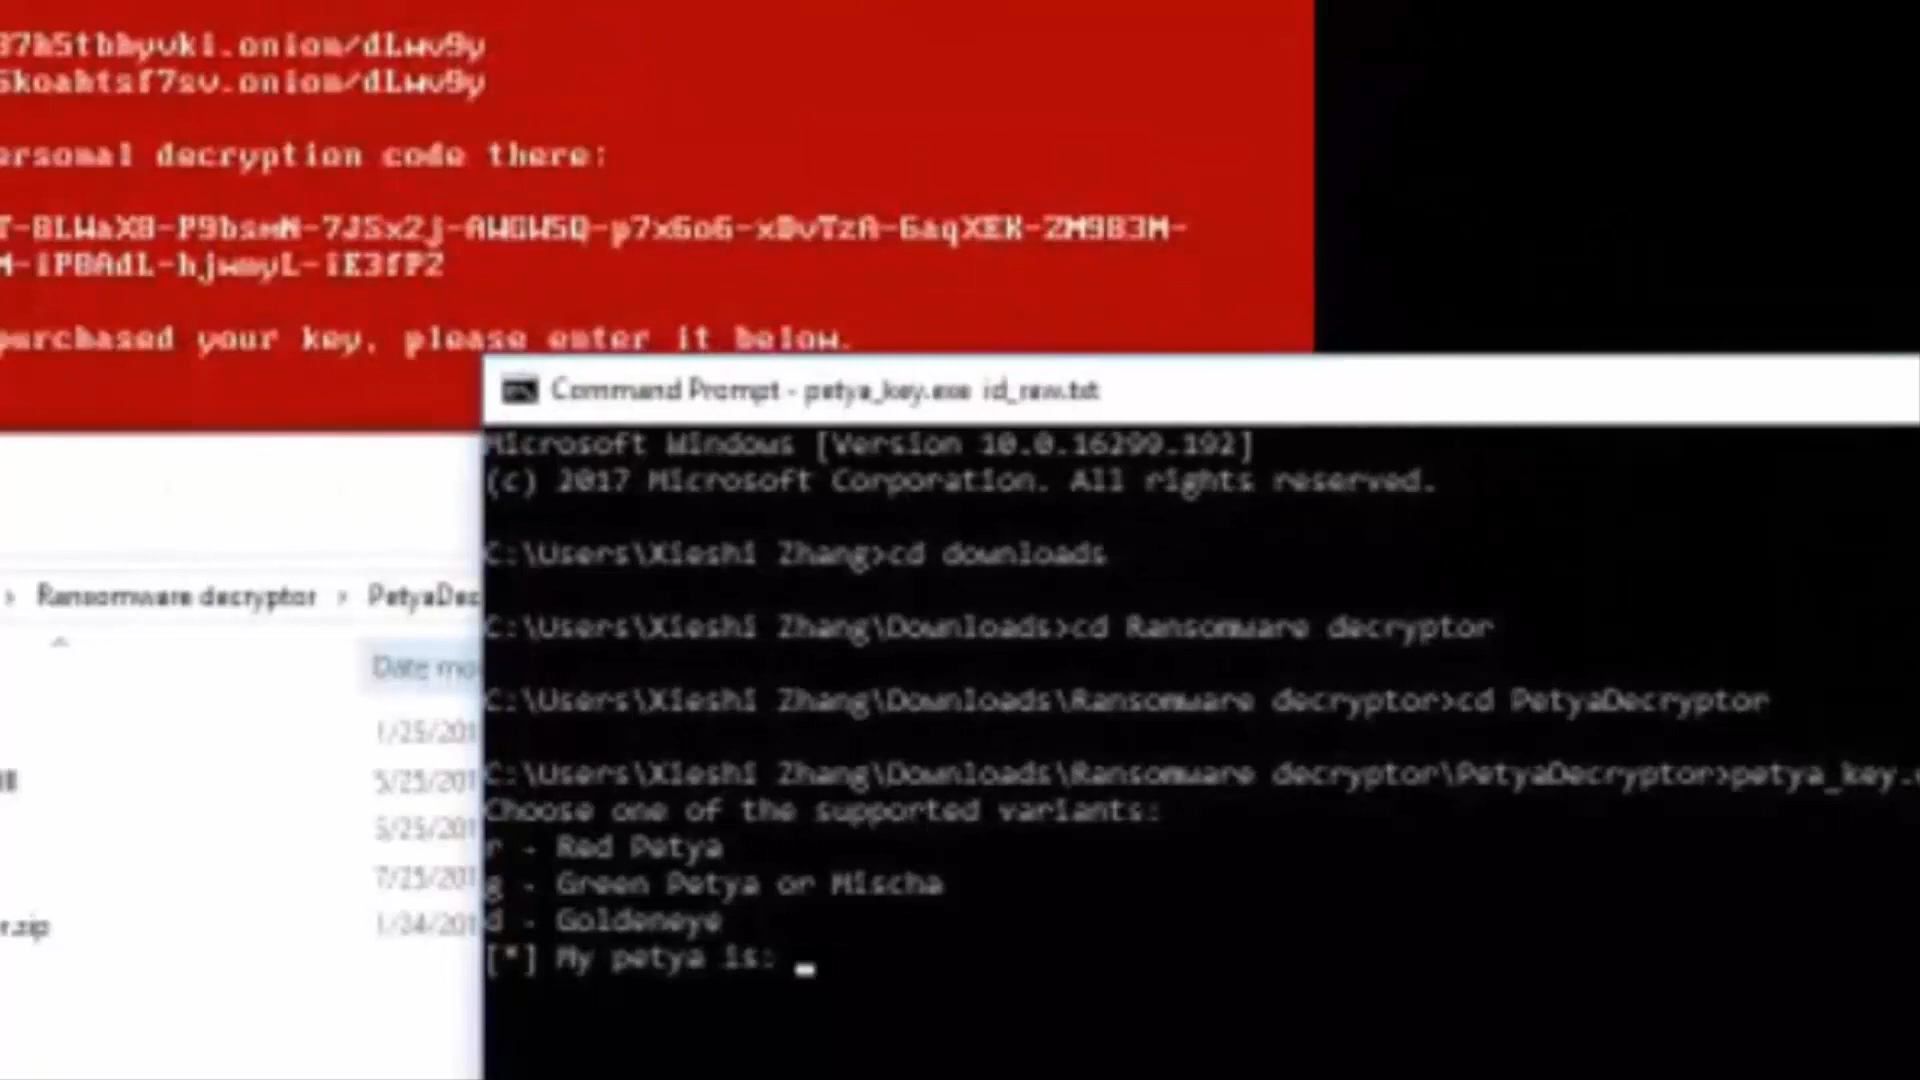 37h5tbhyvki.onion/dLwv9y
5koahtsf7sv.onion/dLwv9y
ersonal decryption code there:
T-8LWaX8-P9bsmN-7JSx2j-AWGW5Q-p7x6o6-xDvTzA-6aqXEK-ZM9B3M-
M-iP8AdL-hjwmyL-iE3fP2
purchased your key, please enter it below.
Command Prompt - petya_key.exe id_raw.txt
Microsoft Windows [Version 10.0.16299.192]
(c) 2017 Microsoft Corporation. All rights reserved.
C:\Users\Xieshi Zhang>cd downloads
C:\Users\Xieshi Zhang\Downloads>cd Ransomware decryptor
C:\Users\Xieshi Zhang\Downloads\Ransomware decryptor>cd PetyaDecryptor
C:\Users\Xieshi Zhang\Downloads\Ransomware decryptor\PetyaDecryptor>petya_key.
Choose one of the supported variants:
r - Red Petya
g - Green Petya or Mischa
d - Goldeneye
[*] My petya is:
› Ransomware decryptor › PetyaDec
Date mo
1/25/201
5/25/201
5/25/201
7/25/201
r.zip 1/24/201